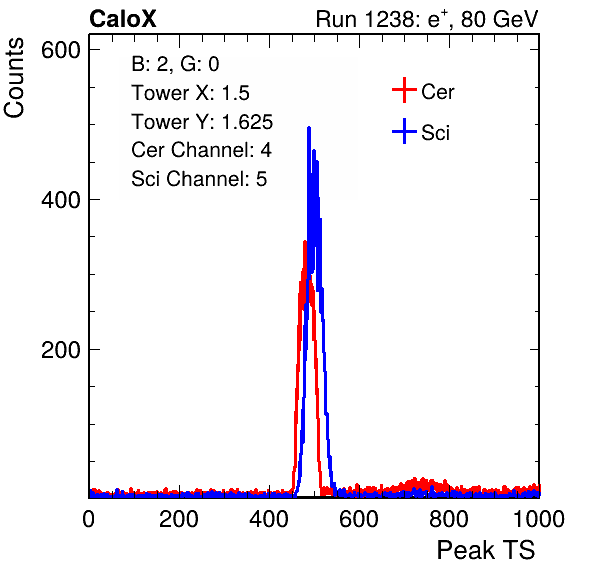 CaloX
Run 1238: e+, 80 GeV
Counts
600
400
200
B: 2, G: 0
Tower X: 1.5
Tower Y: 1.625
Cer Channel: 4
Sci Channel: 5
Cer
Sci
0 200 400 600 800 1000
Peak TS